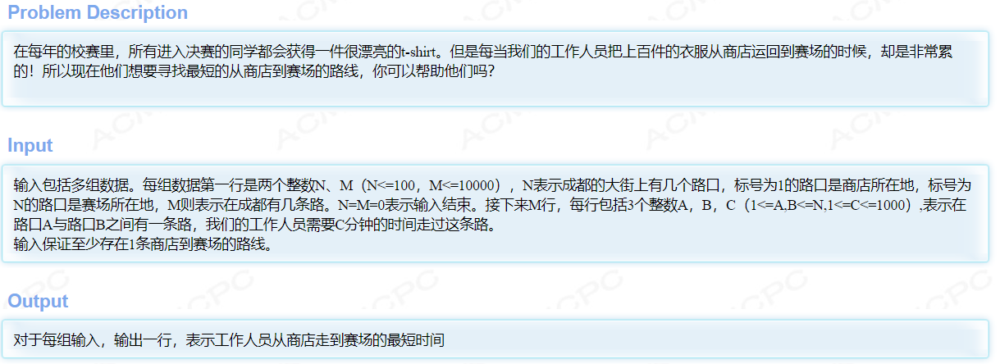 Problem Description
在每年的校赛里，所有进入决赛的同学都会获得一件很漂亮的t-shirt。但是每当我们的工作人员把上百件的衣服从商店运回到赛场的时候，却是非常累
的！所以现在他们想要寻找最短的从商店到赛场的路线，你可以帮助他们吗？
Input
输入包括多组数据。每组数据第一行是两个整数N、M（N<=100，M<=10000），N表示成都的大街上有几个路口，标号为1的路口是商店所在地，标号为
N的路口是赛场所在地，M则表示在成都有几条路。N=M=0表示输入结束。接下来M行，每行包括3个整数A，B，C（1<=A,B<=N,1<=C<=1000）,表示在
路口A与路口B之间有一条路，我们的工作人员需要C分钟的时间走过这条路。
输入保证至少存在1条商店到赛场的路线。
Output
对于每组输入，输出一行，表示工作人员从商店走到赛场的最短时间